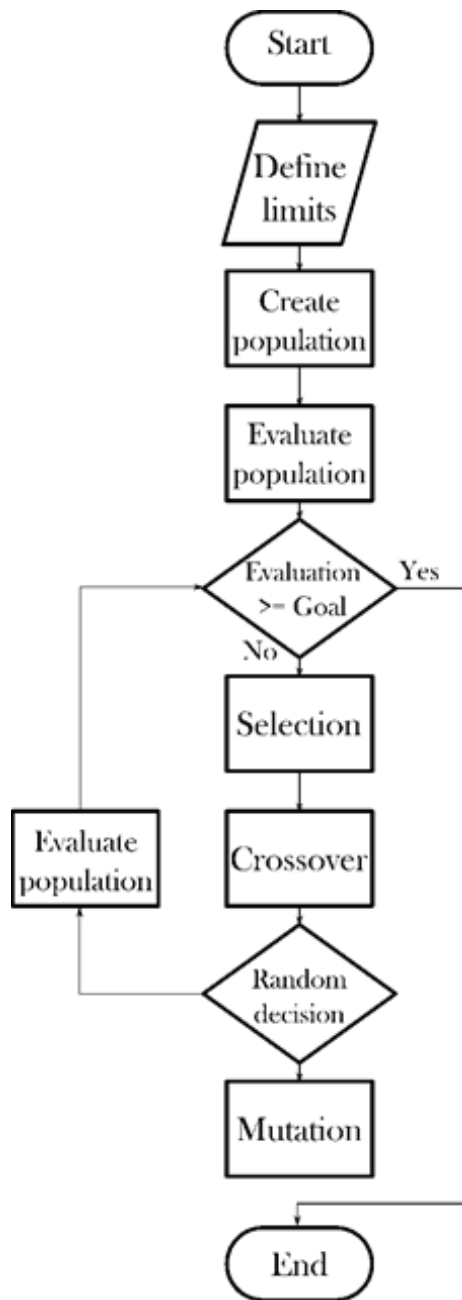 Start
Define
limits
Create
population
Evaluate
population
Evaluation
>= Goal
Yes
No
Selection
Evaluate
population
Crossover
Random
decision
Mutation
End